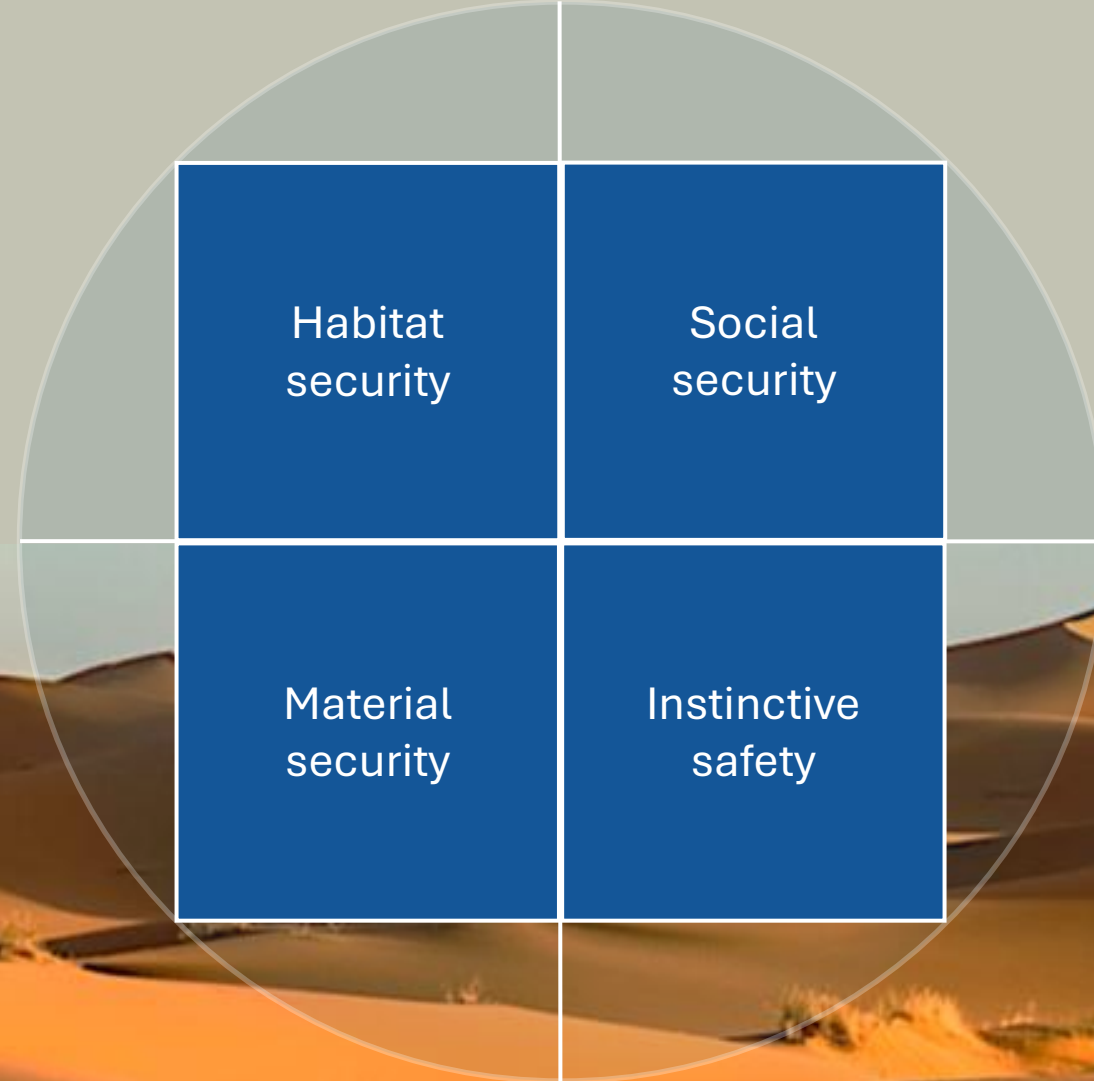 Habitat
security
Social
security
Material
security
Instinctive
safety